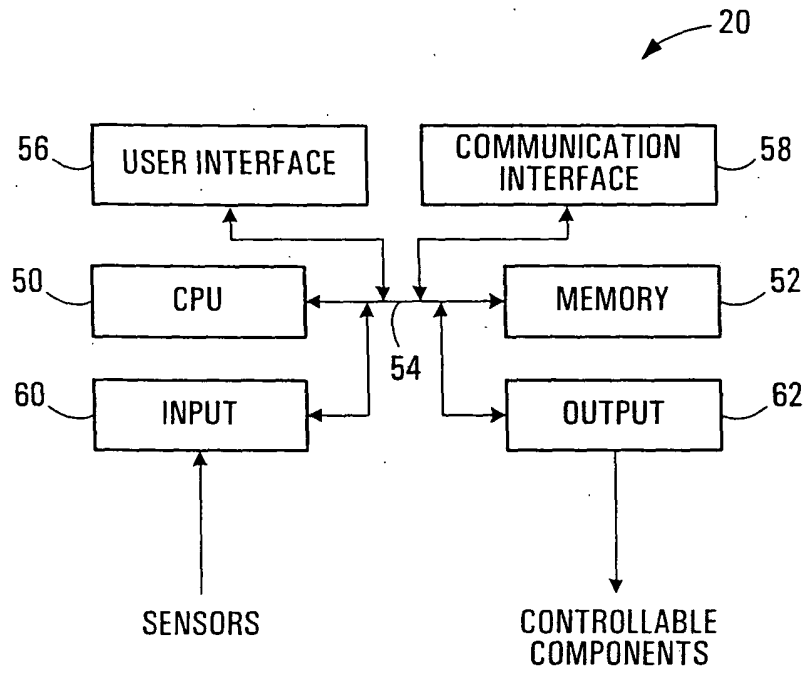 20
56
USER INTERFACE
COMMUNICATION
INTERFACE
58
50
CPU
MEMORY
52
54
60
INPUT
OUTPUT
62
SENSORS
CONTROLLABLE
COMPONENTS